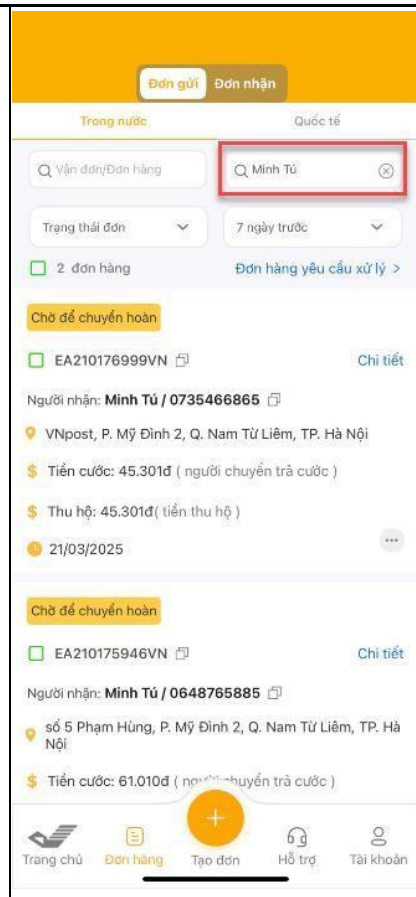 Đơn gửi Đơn nhận
Trong nước Quốc tế
Vận đơn/Đơn hàng Minh Tú
Trạng thái đơn 7 ngày trước
2 đơn hàng Đơn hàng yêu cầu xử lý >
Chờ để chuyển hoàn
EA210176999VN Chi tiết
Người nhận: Minh Tú / 0735466865
VNpost, P. Mỹ Đình 2, Q. Nam Từ Liêm, TP. Hà Nội
$ Tiền cước: 45.301đ ( người chuyển trả cước )
$ Thu hộ: 45.301đ( tiền thu hộ )
21/03/2025
Chờ để chuyển hoàn
EA210175946VN Chi tiết
Người nhận: Minh Tú / 0648765885
số 5 Phạm Hùng, P. Mỹ Đình 2, Q. Nam Từ Liêm, TP. Hà
Nội
$ Tiền cước: 61.010đ ( chuyển trả cước )
Trang chủ Đơn hàng Tạo đơn Hỗ trợ Tài khoản